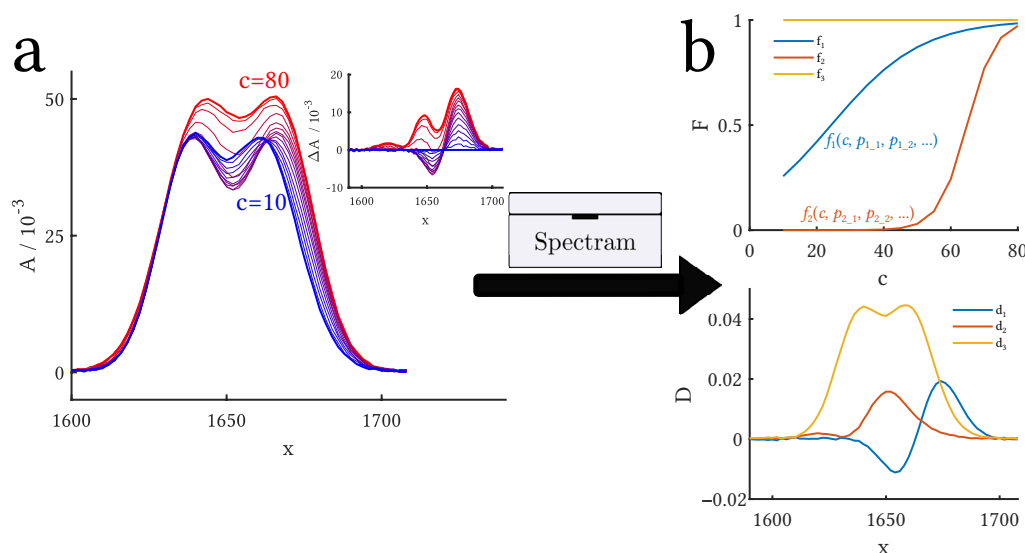 a
c=80
c=10
A / 10⁻³
50
25
0
1600
1650
1700
x
ΔA / 10⁻³
20
10
0
-10
1600
1650
1700
x
Spectram
b
F
1
0.5
0
0
20
40
60
80
c
f₁
f₂
f₃
f₁(c, p₁_₁, p₁_₂, ...)
f₂(c, p₂_₁, p₂_₂, ...)
D
0.04
0.02
0
−0.02
1600
1650
1700
x
d₁
d₂
d₃